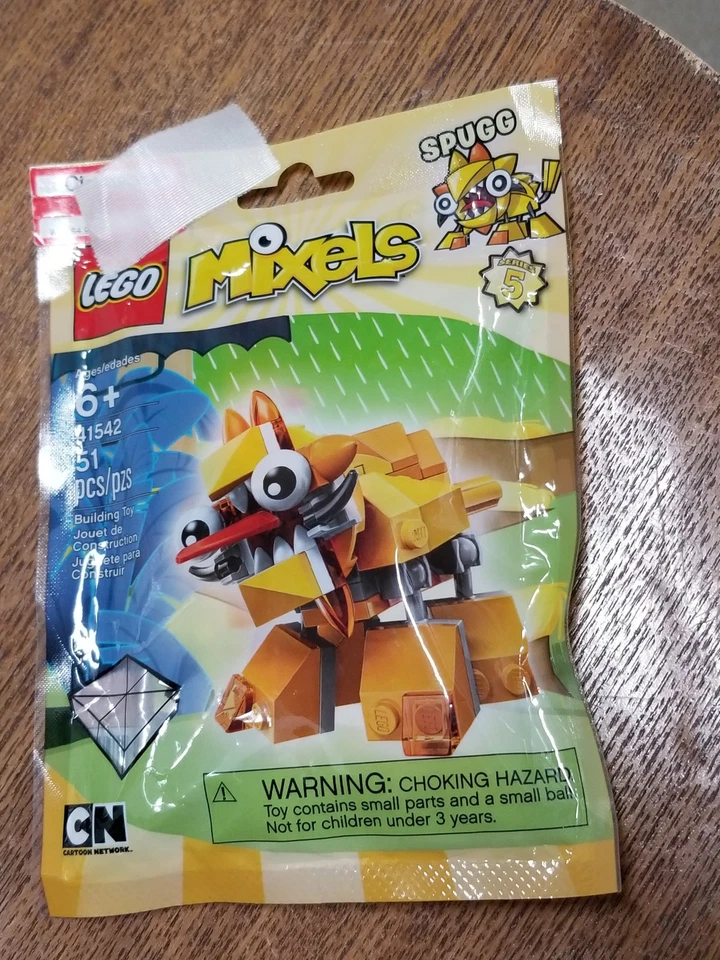 SPUGG
LEGO
MIXELS
SERIES
5
Ages/edades
6+
41542
51
pcs/pzs
Building Toy
Jouet de
Construction
Juguete para
Construir
LEGO
CN
CARTOON NETWORK
WARNING: CHOKING HAZARD.
Toy contains small parts and a small ball.
Not for children under 3 years.